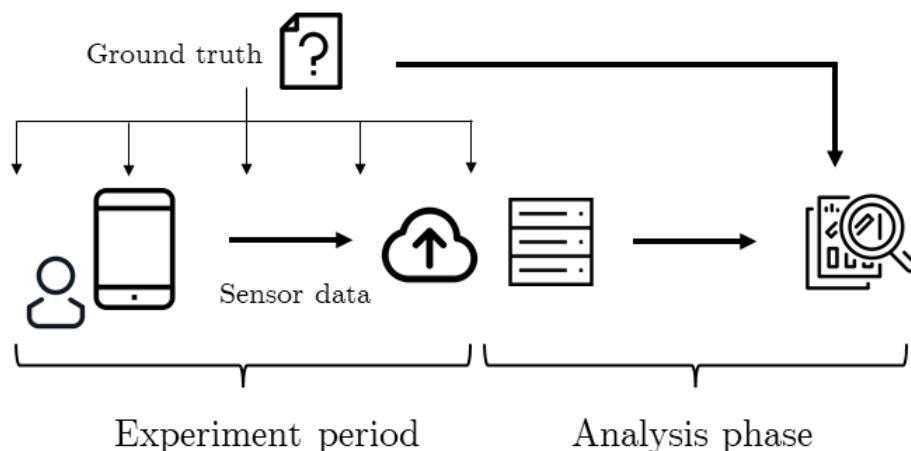 Ground truth
?
Sensor data
Experiment period
Analysis phase